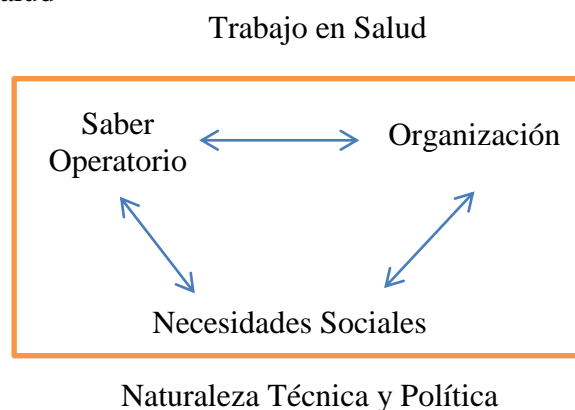 Trabajo en Salud
Saber
Operatorio
Organización
Necesidades Sociales
Naturaleza Técnica y Política